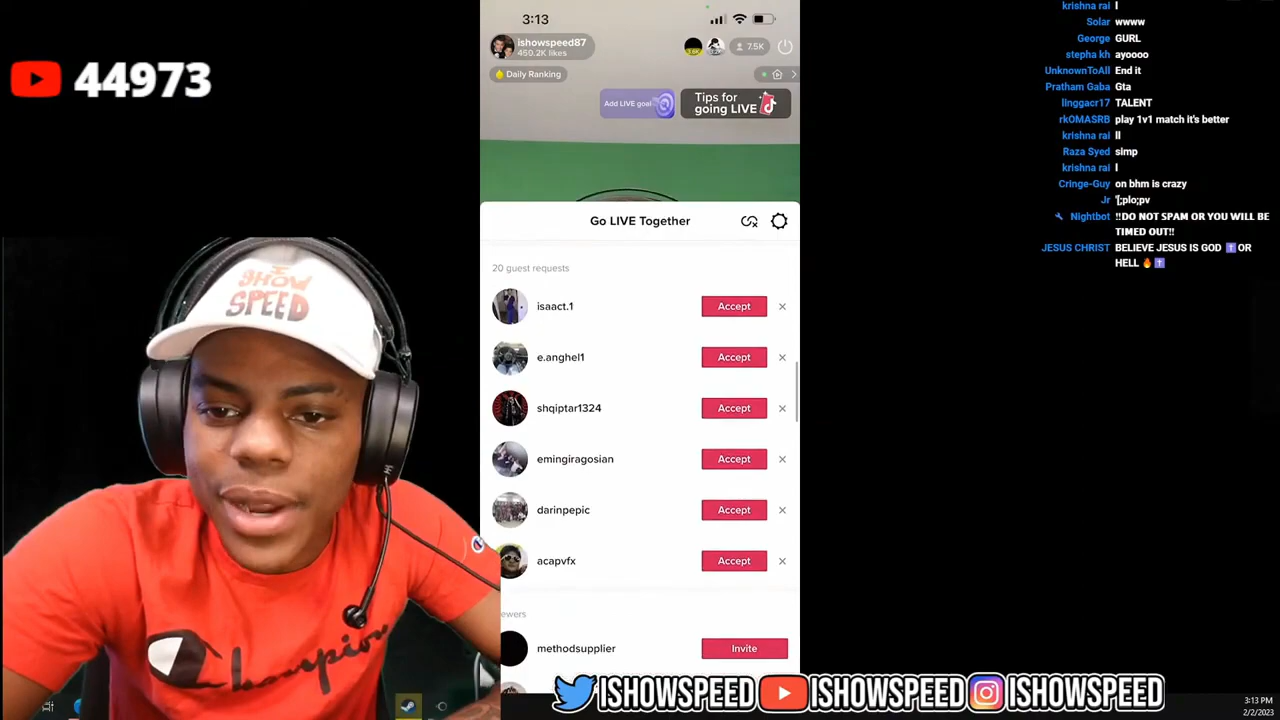 44973
3:13
ishowspeed87
459.2K likes
7.5K
Daily Ranking
Add LIVE goal
Tips for
going LIVE
Go LIVE Together
20 guest requests
isaact.1
Accept
e.anghel1
Accept
shqiptar1324
Accept
emingiragosian
Accept
darinpepic
Accept
acapvfx
Accept
ewers
methodsupplier
Invite
I
SHOW
SPEED
Champion
krishna rai l
Solar wwww
George GURL
stepha kh ayoooo
UnknownToAll End it
Pratham Gaba Gta
linggacr17 TALENT
rkOMASRB play 1v1 match it's better
krishna rai ll
Raza Syed simp
krishna rai i
Cringe-Guy on bhm is crazy
Nightbot !!DO NOT SPAM OR YOU WILL BE
TIMED OUT!!
JESUS CHRIST BELIEVE JESUS IS GOD ✝️OR
HELL 🔥✝️
ISHOWSPEED ISHOWSPEED ISHOWSPEED
3:13 PM
2/2/2023